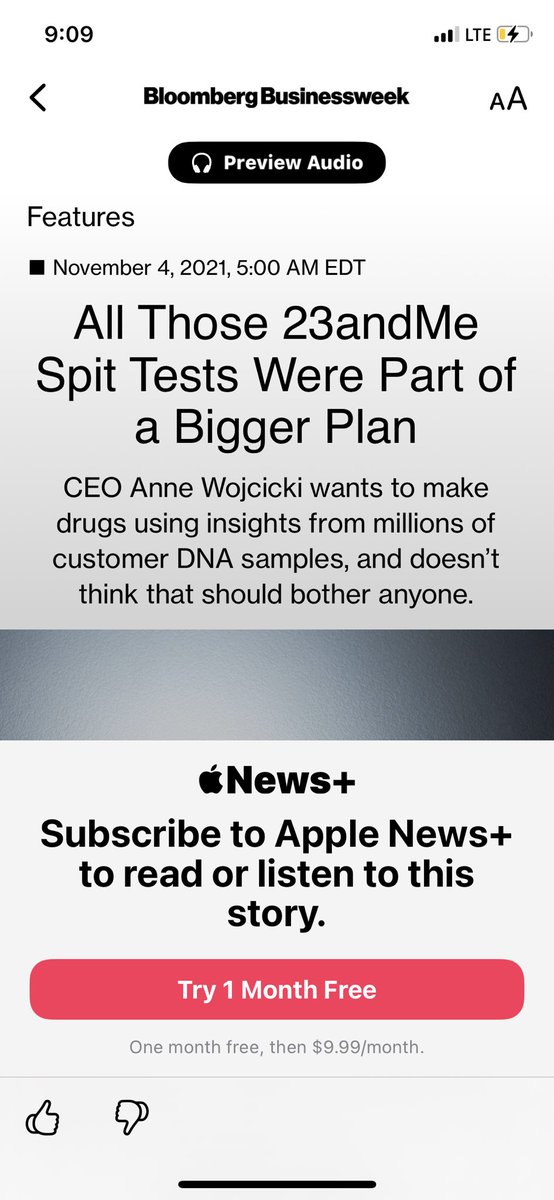 9:09
LTE
Bloomberg Businessweek
AA
Preview Audio
Features
November 4, 2021, 5:00 AM EDT
All Those 23andMe
Spit Tests Were Part of
a Bigger Plan
CEO Anne Wojcicki wants to make
drugs using insights from millions of
customer DNA samples, and doesn’t
think that should bother anyone.
News+
Subscribe to Apple News+
to read or listen to this
story.
Try 1 Month Free
One month free, then $9.99/month.